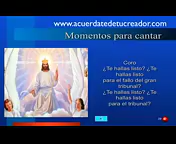 www.acuerdatedetucreador.com
Momentos para cantar
Coro
¿Te hallas listo? ¿Te
hallas listo
para el fallo del gran
tribunal?
¿Te hallas listo? ¿Te
hallas listo
para el tribunal?